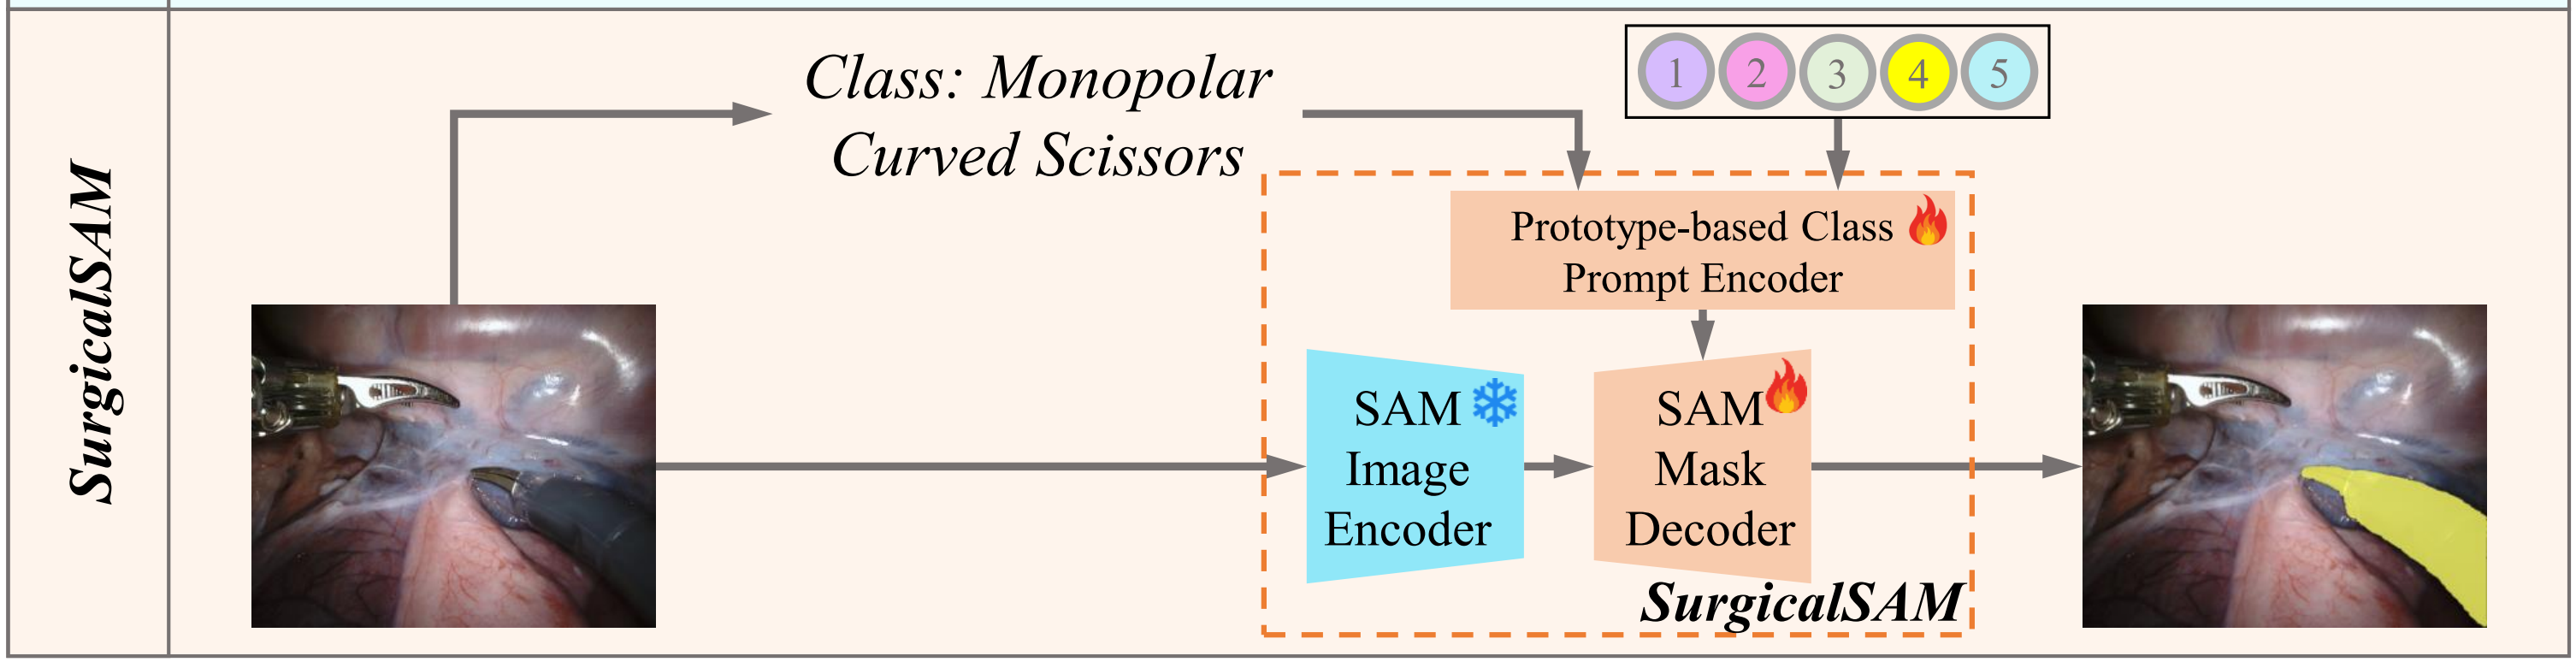 SurgicalSAM
Class: Monopolar
Curved Scissors
1 2 3 4 5
Prototype-based Class
Prompt Encoder
SAM
Image
Encoder
SAM
Mask
Decoder
SurgicalSAM